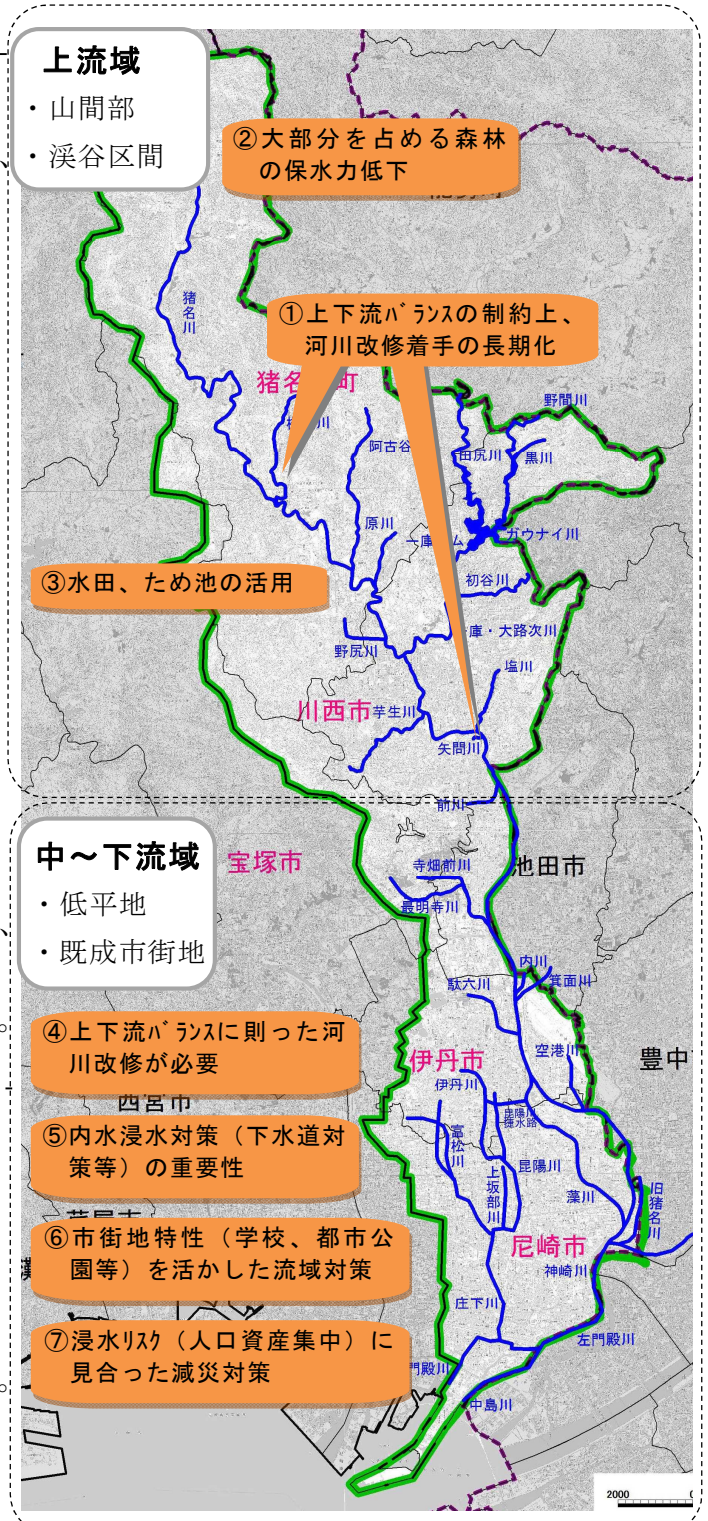 上流域
・山間部
・渓谷区間
②大部分を占める森林
の保水力低下
猪名川
①上下流バランスの制約上、
河川改修着手の長期化
野間川
阿古谷
田尻川
黒川
原川
ガウナイ川
③水田、ため池の活用
初谷川
庫・大路次川
野尻川
塩川
川西市
芋生川
矢問川
前川
中～下流域
・低平地
・既成市街地
宝塚市
池田市
寺畑前川
最明寺川
内川
箕面川
駄六川
④上下流バランスに則った河
川改修が必要
空港川
伊丹市
豊中
伊丹川
西宮市
昆陽川
捷水路
⑤内水浸水対策（下水道対
策等）の重要性
富松川
上坂部川
昆陽川
藻川
旧猪名川
⑥市街地特性（学校、都市公
園等）を活かした流域対策
尼崎市
神崎川
庄下川
⑦浸水リスク（人口資産集中）に
見合った減災対策
左門殿川
門殿川
中島川
2000